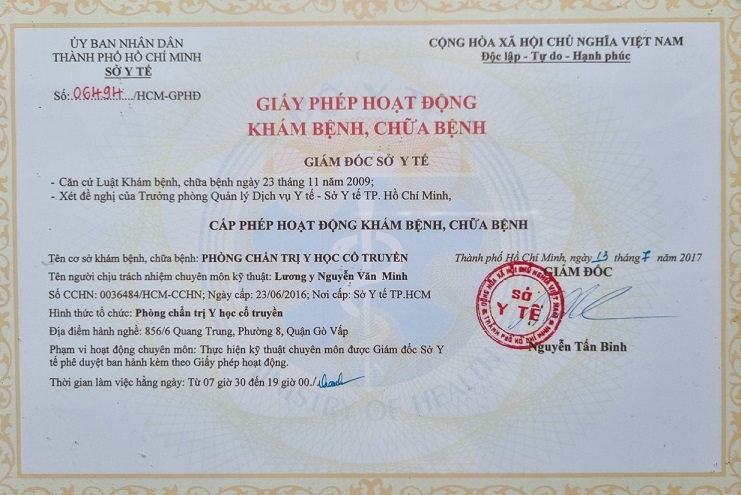 ỦY BAN NHÂN DÂN
THÀNH PHỐ HỒ CHÍ MINH
SỞ Y TẾ
Số: 06494 /HCM-GPHĐ
CỘNG HÒA XÃ HỘI CHỦ NGHĨA VIỆT NAM
Độc lập - Tự do - Hạnh phúc
GIẤY PHÉP HOẠT ĐỘNG
KHÁM BỆNH, CHỮA BỆNH
GIÁM ĐỐC SỞ Y TẾ
- Căn cứ Luật Khám bệnh, chữa bệnh ngày 23 tháng 11 năm 2009;
- Xét đề nghị của Trưởng phòng Quản lý Dịch vụ Y tế - Sở Y tế TP. Hồ Chí Minh,
CẤP PHÉP HOẠT ĐỘNG KHÁM BỆNH, CHỮA BỆNH
Tên cơ sở khám bệnh, chữa bệnh: PHÒNG CHẨN TRỊ Y HỌC CỔ TRUYỀN
Tên người chịu trách nhiệm chuyên môn kỹ thuật: Lương y Nguyễn Văn Minh
Số CCHN: 0036484/HCM-CCHN; Ngày cấp: 23/06/2016; Nơi cấp: Sở Y tế TP.HCM
Hình thức tổ chức: Phòng chẩn trị Y học cổ truyền
Địa điểm hành nghề: 856/6 Quang Trung, Phường 8, Quận Gò Vấp
Phạm vi hoạt động chuyên môn: Thực hiện kỹ thuật chuyên môn được Giám đốc Sở Y
tế phê duyệt ban hành kèm theo Giấy phép hoạt động.
Thời gian làm việc hằng ngày: Từ 07 giờ 30 đến 19 giờ 00./.
Thành phố Hồ Chí Minh, ngày 13 tháng 7 năm 2017
GIÁM ĐỐC
SỞ
Y TẾ
Nguyễn Tấn Bỉnh
MINISTRY OF HEALTH